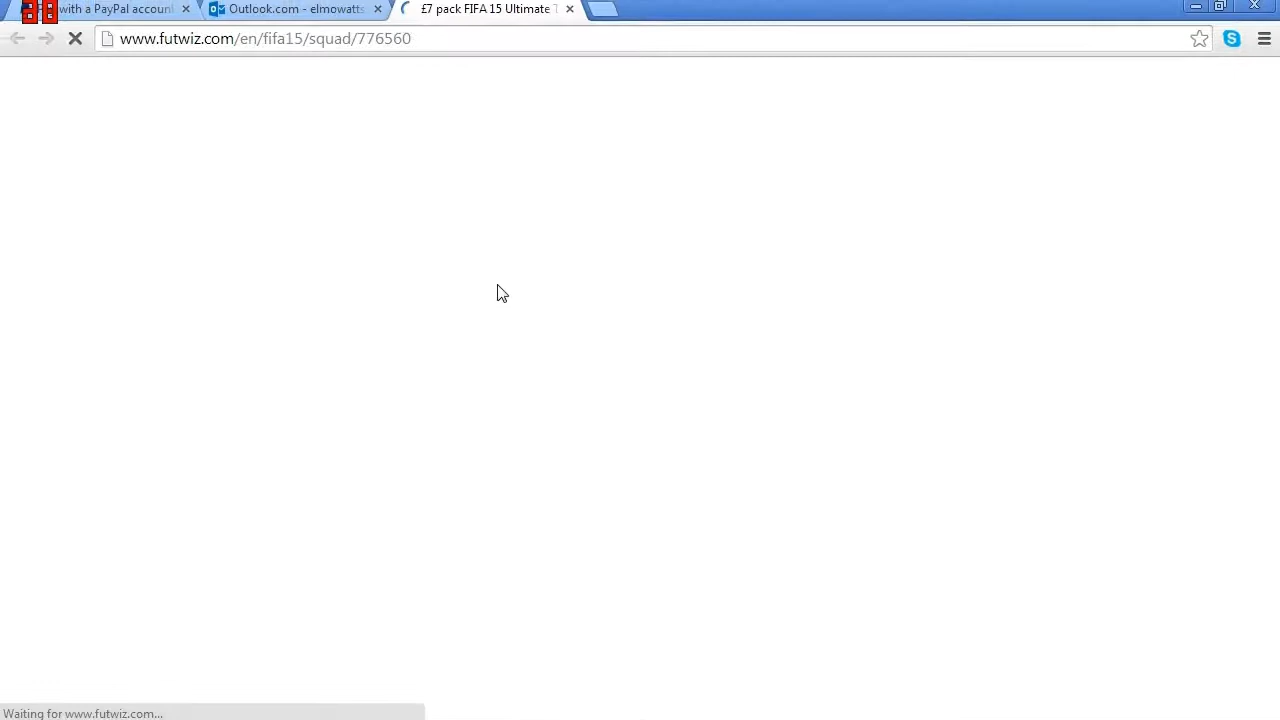 with a PayPal account
Outlook.com - elmowatts
£7 pack FIFA 15 Ultimate T
www.futwiz.com/en/fifa15/squad/776560
Waiting for www.futwiz.com...